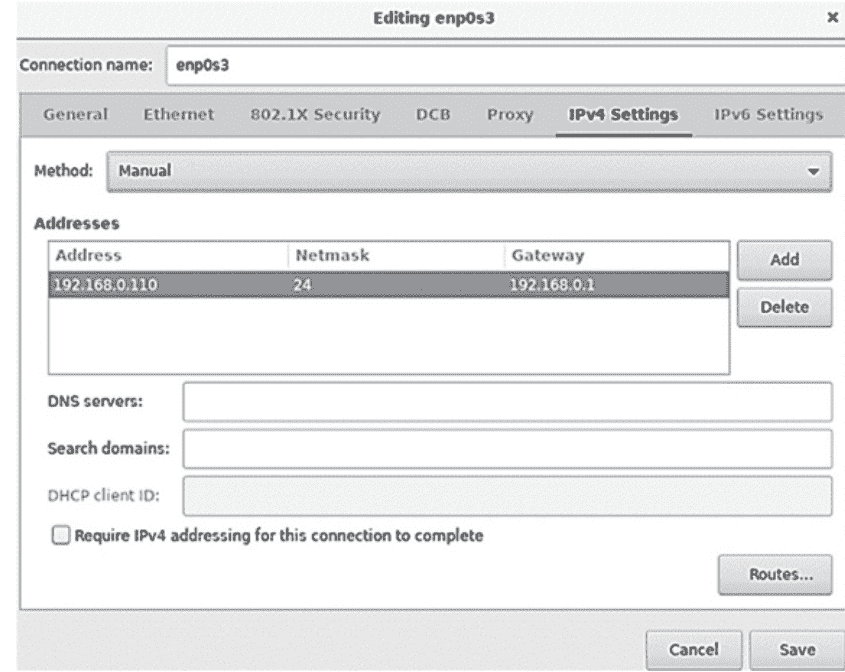 Editing enp0s3 ×
Connection name: enp0s3
General Ethernet 802.1X Security DCB Proxy IPv4 Settings IPv6 Settings
Method: Manual
Addresses
Address Netmask Gateway
192.168.0.110 24 192.168.0.1
Add
Delete
DNS servers:
Search domains:
DHCP client ID:
Require IPv4 addressing for this connection to complete
Routes...
Cancel Save